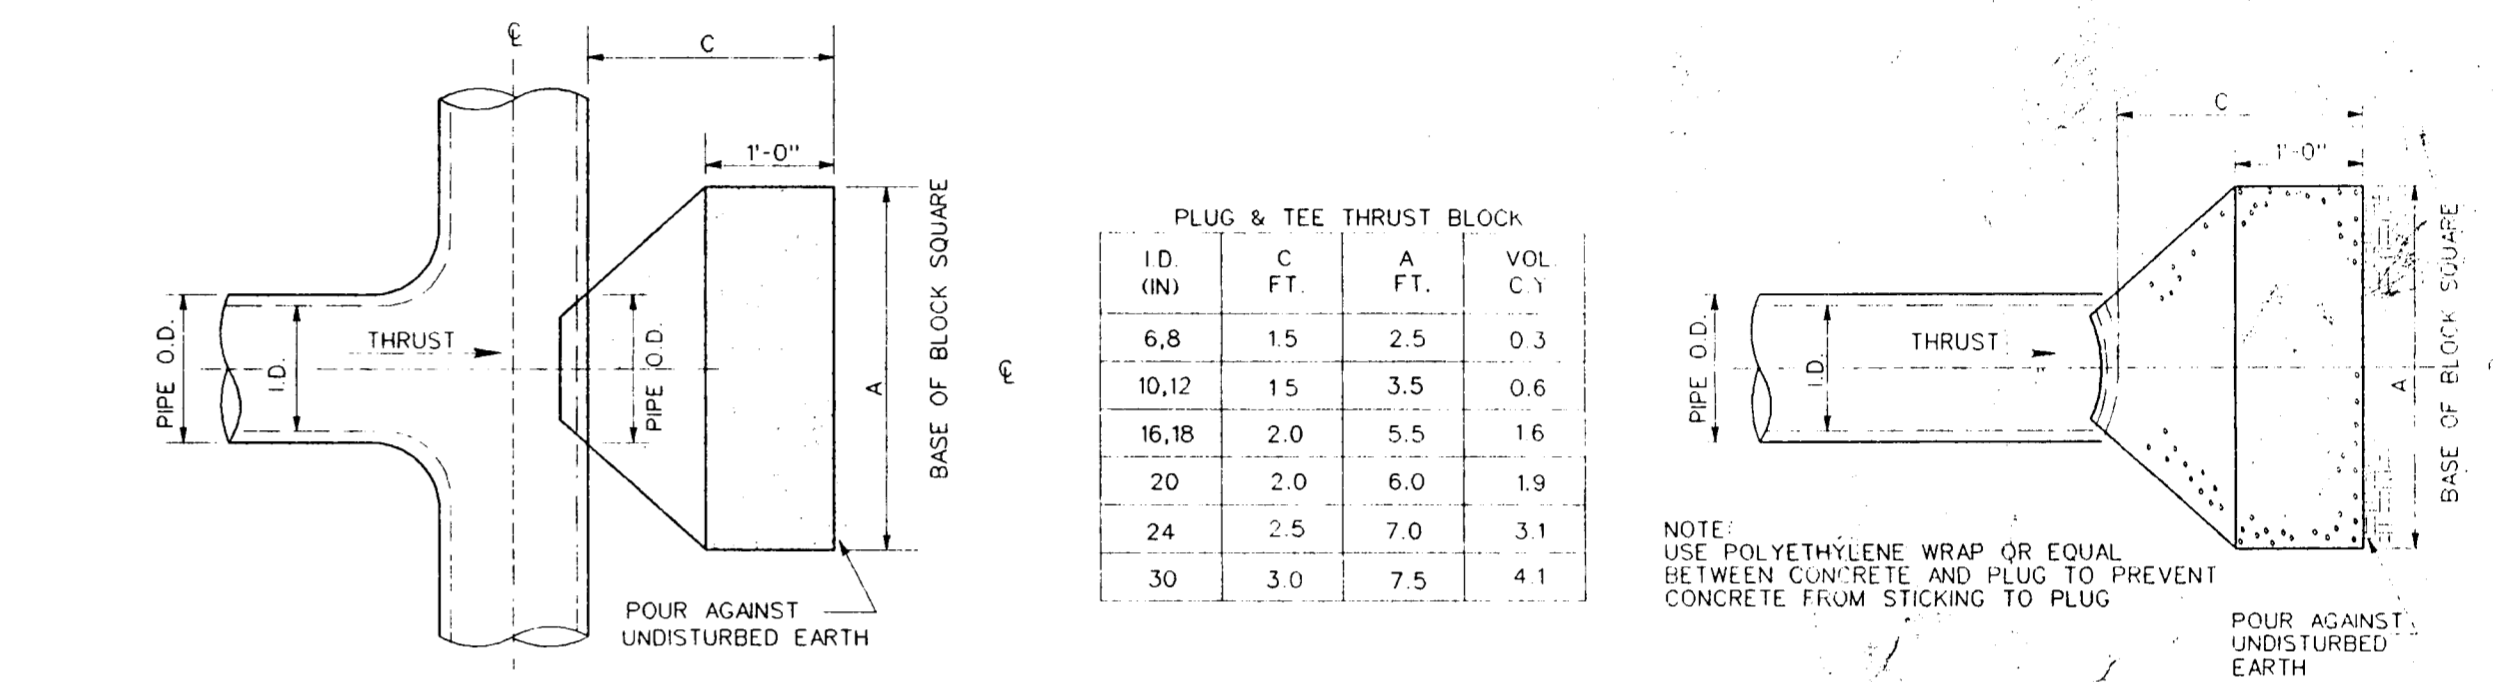 ℄
C
1'-0"
PIPE O.D.
I.D.
THRUST
PIPE O.D.
A
BASE OF BLOCK SQUARE
POUR AGAINST
UNDISTURBED EARTH
℄
PLUG & TEE THRUST BLOCK
I.D. C A VOL.
(IN) FT. FT. C.Y
6,8 1.5 2.5 0.3
10,12 1 5 3.5 0.6
16,18 2.0 5.5 1.6
20 2.0 6.0 1.9
24 2.5 7.0 3.1
30 3.0 7.5 4.1
C
1'-0"
PIPE O.D.
I.D.
THRUST
A
BASE OF BLOCK SQUARE
NOTE:
USE POLYETHYLENE WRAP OR EQUAL
BETWEEN CONCRETE AND PLUG TO PREVENT
CONCRETE FROM STICKING TO PLUG
POUR AGAINST
UNDISTURBED
EARTH